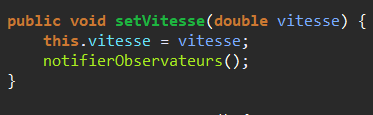 public void setVitesse(double vitesse) {
this.vitesse = vitesse;
notifierObservateurs();
}